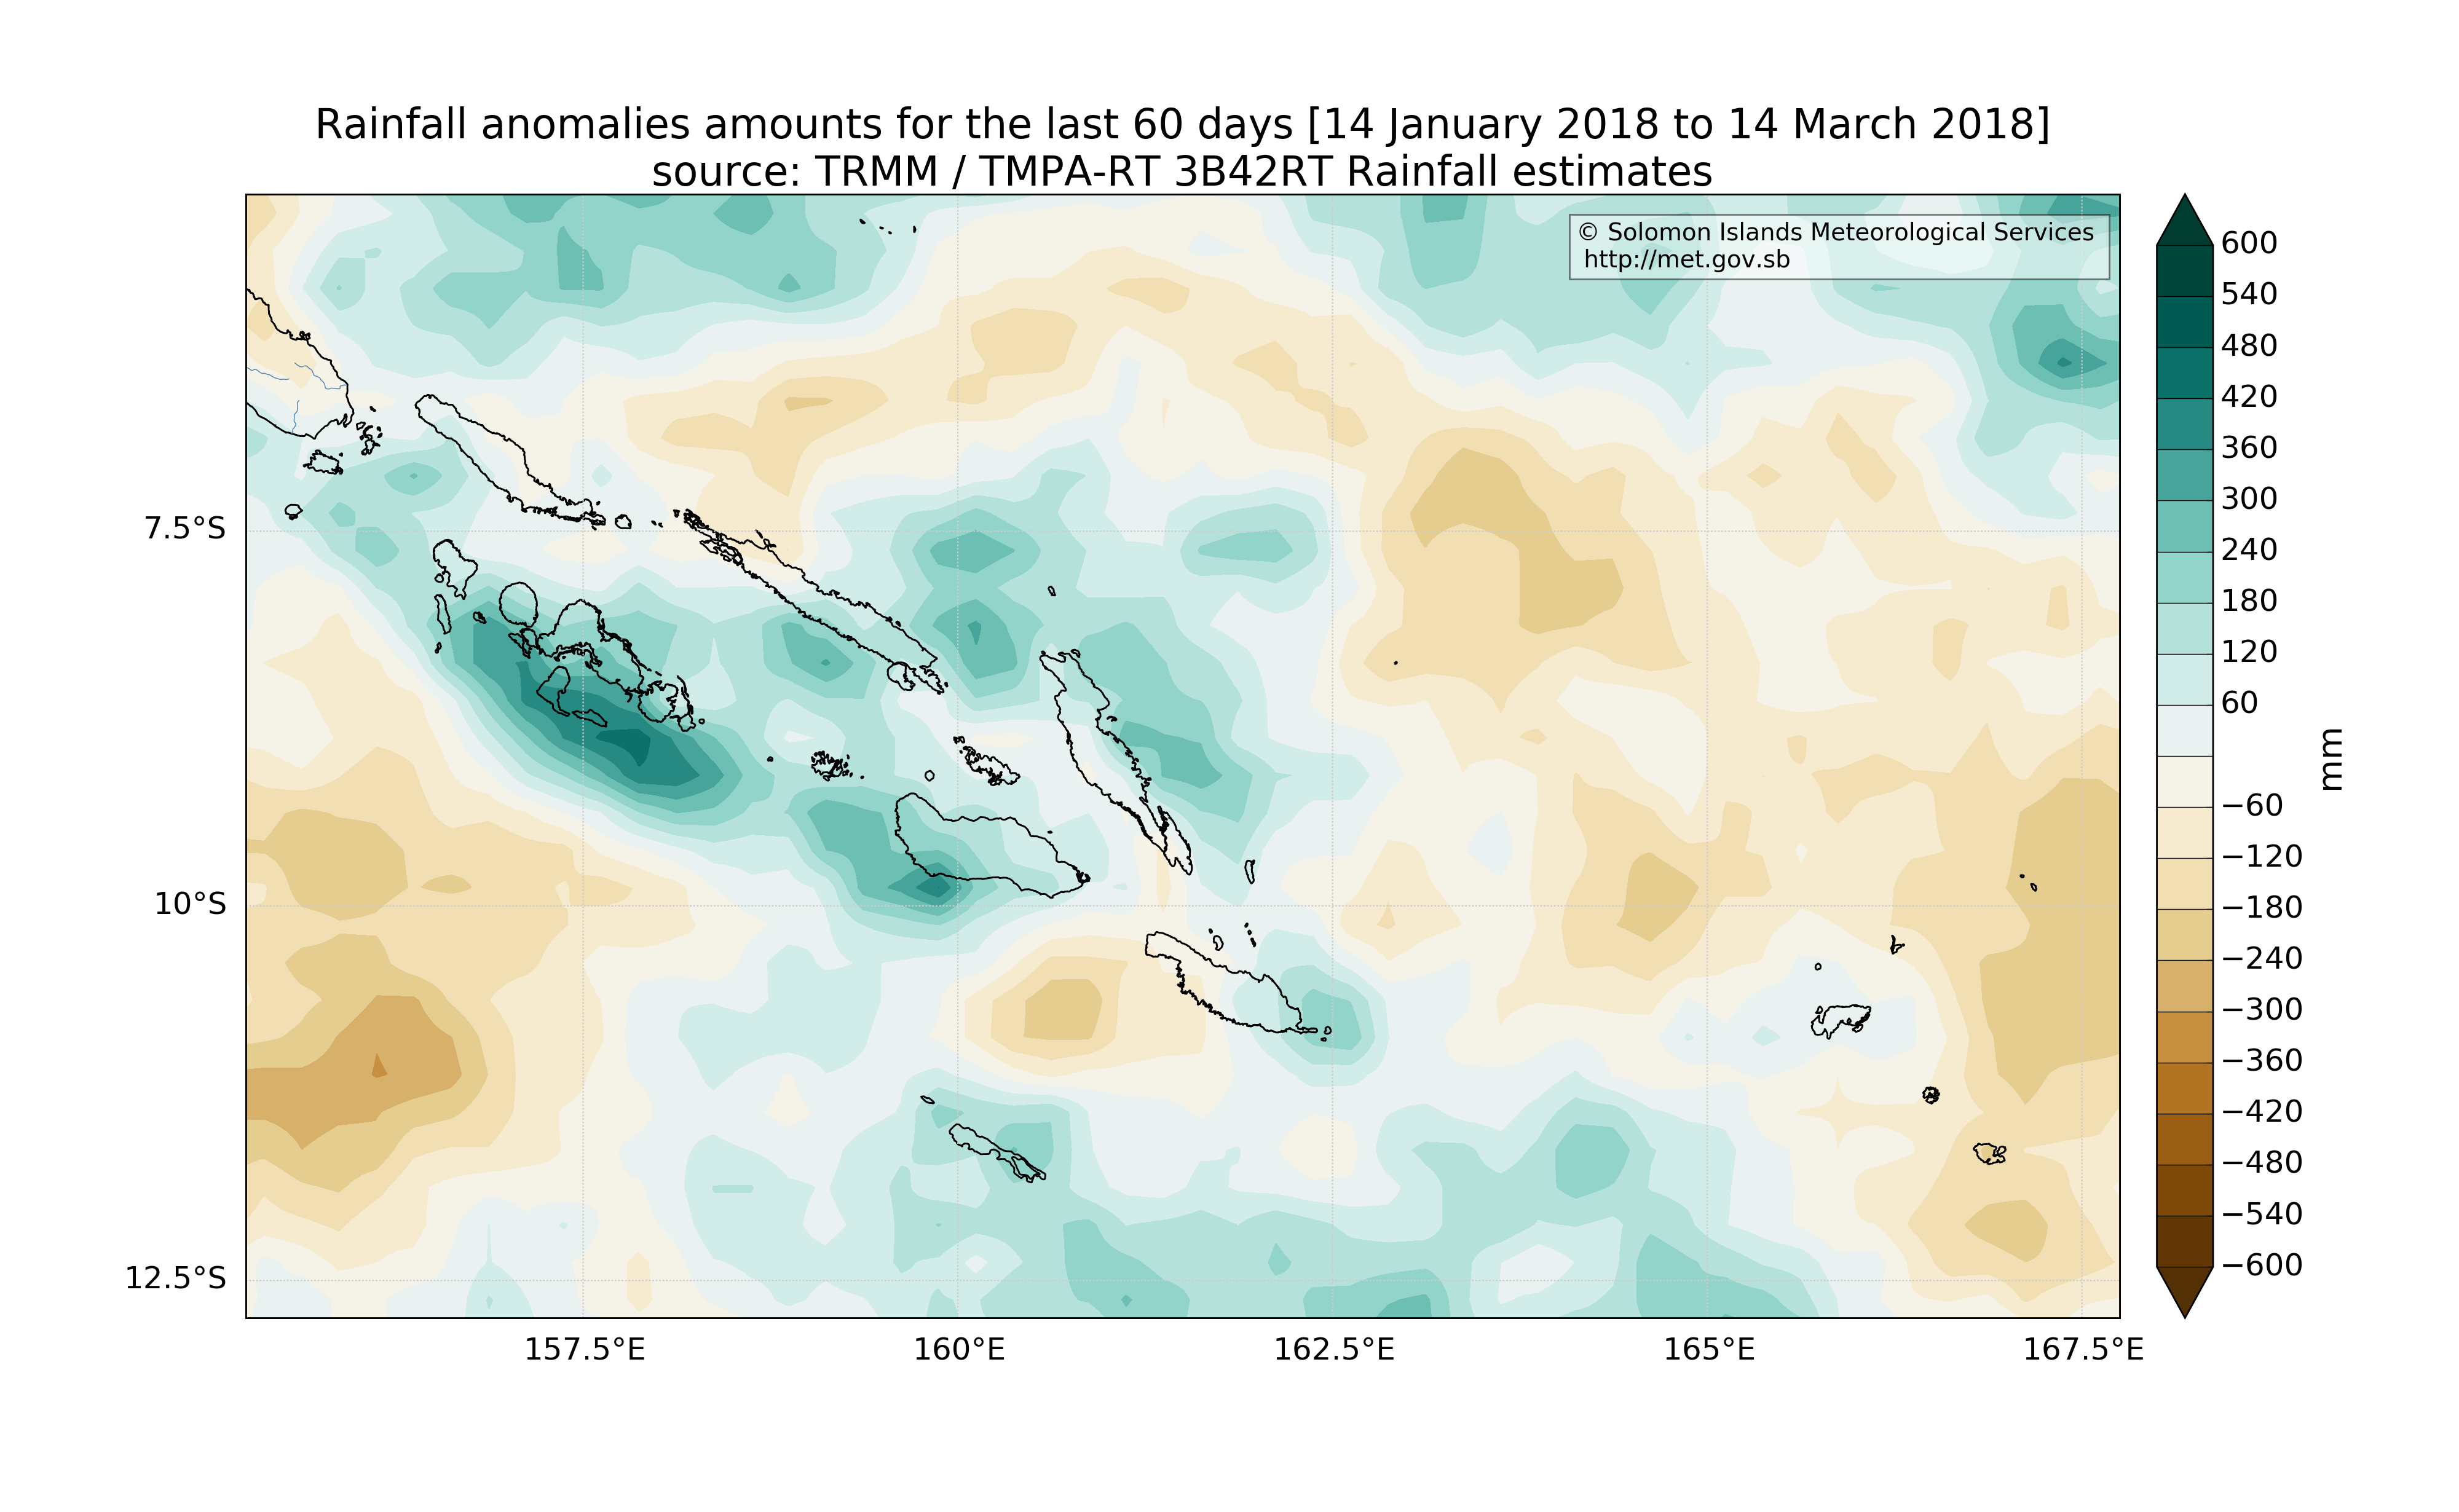 Rainfall anomalies amounts for the last 60 days [14 January 2018 to 14 March 2018]
source: TRMM / TMPA-RT 3B42RT Rainfall estimates
© Solomon Islands Meteorological Services
http://met.gov.sb
7.5°S
10°S
12.5°S
157.5°E
160°E
162.5°E
165°E
167.5°E
600
540
480
420
360
300
240
180
120
60
−60
−120
−180
−240
−300
−360
−420
−480
−540
−600
mm